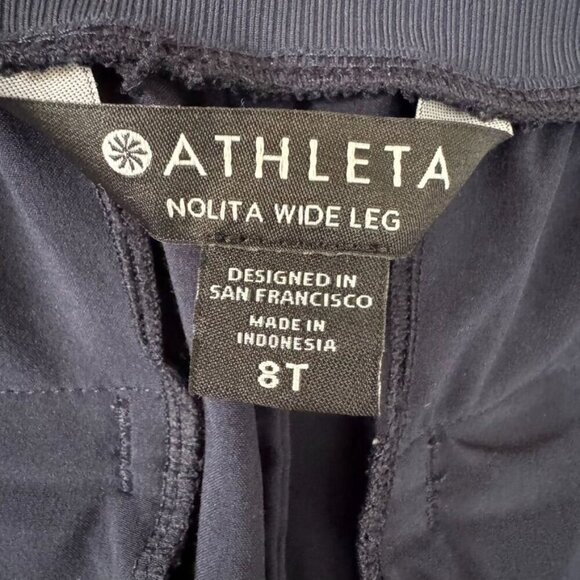 ATHLETA
NOLITA WIDE LEG
DESIGNED IN
SAN FRANCISCO
MADE IN
INDONESIA
8T